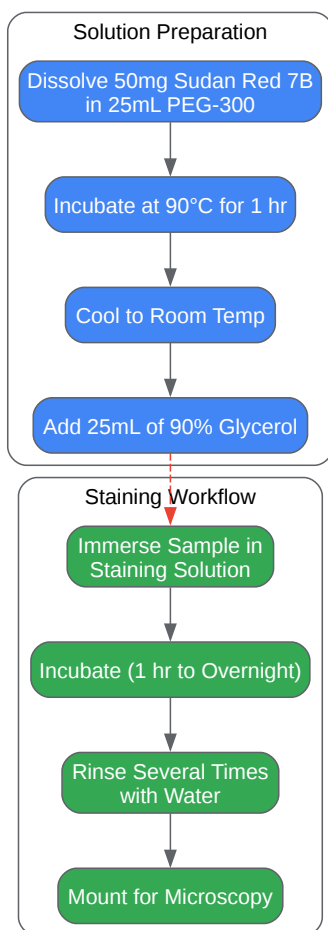 Solution Preparation
Dissolve 50mg Sudan Red 7B
in 25mL PEG-300
Incubate at 90°C for 1 hr
Cool to Room Temp
Add 25mL of 90% Glycerol
Staining Workflow
Immerse Sample in
Staining Solution
Incubate (1 hr to Overnight)
Rinse Several Times
with Water
Mount for Microscopy